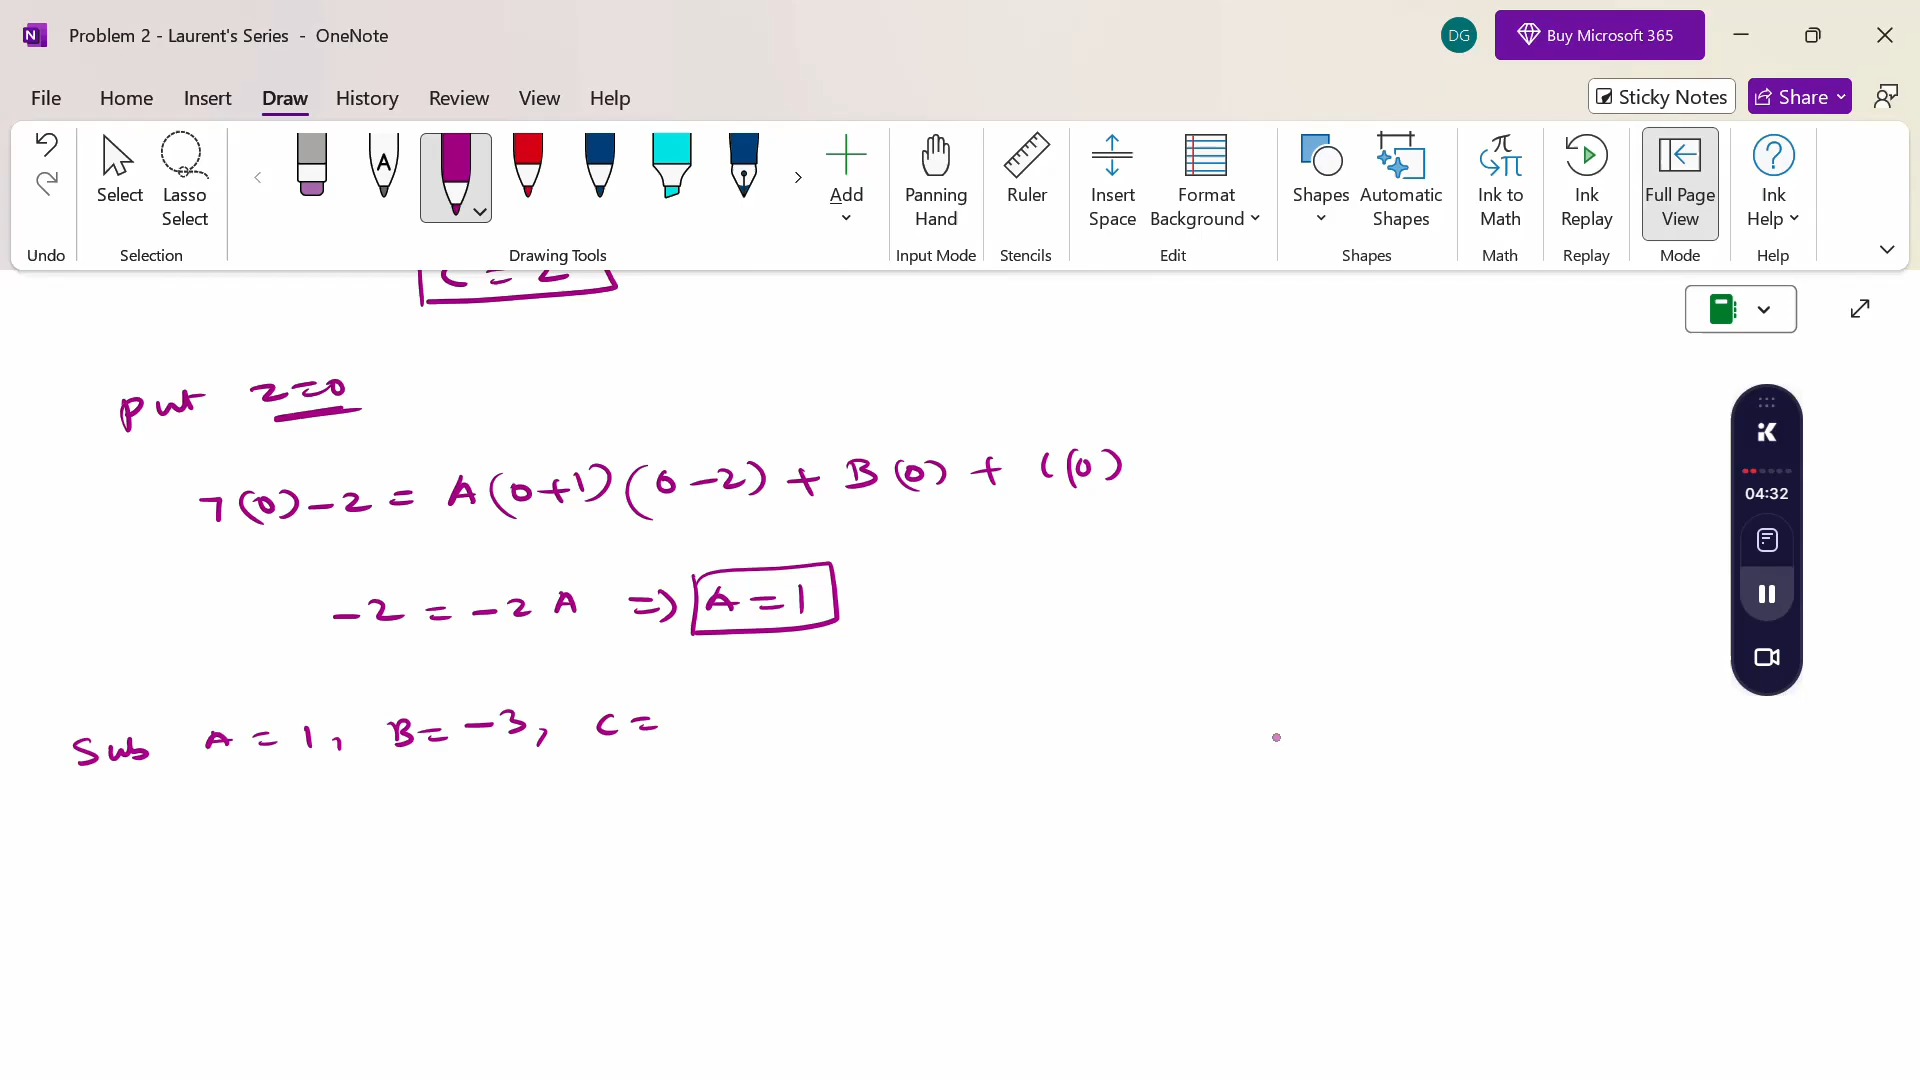 Problem 2 - Laurent's Series - OneNote
DG
Buy Microsoft 365
File Home Insert Draw History Review View Help
Sticky Notes
Share
A
Select
Lasso Select
Add
Panning Hand
Ruler
Insert Space
Format Background
Shapes
Automatic Shapes
Ink to Math
Ink Replay
Full Page View
Ink Help
Undo Selection Drawing Tools Input Mode Stencils Edit Shapes Math Replay Mode Help
C = 2
put z=0
7(0)-2 = A(0+1)(0-2) + B(0) + C(0)
04:32
-2 = -2A => A = 1
Sub A = 1, B = -3, C =